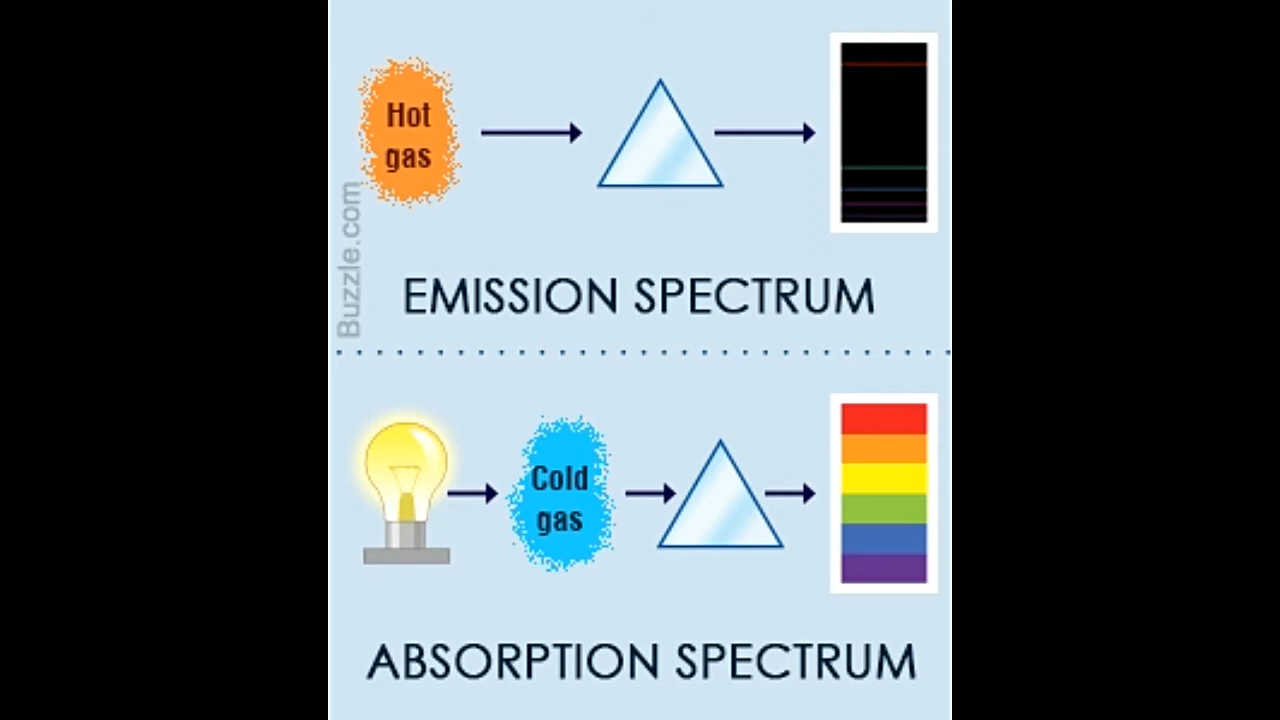 Hot
gas
Buzzle.com
EMISSION SPECTRUM
Cold
gas
ABSORPTION SPECTRUM